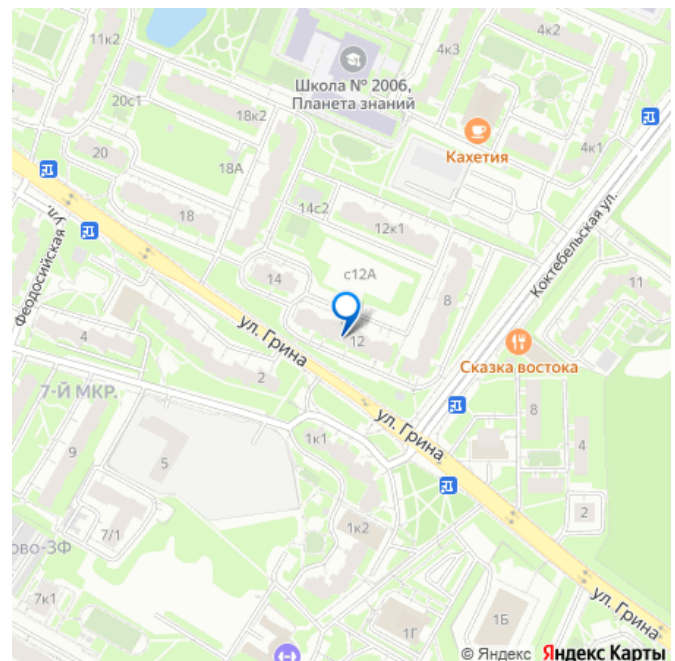 11к2
4к3
4к2
Школа № 2006,
Планета знаний
20с1
18к2
Кахетия
4к1
20
18А
14с2
Коктебельская ул.
Феодосийская ул.
18
12к1
с12А
14
8
11
ул. Грина
12
4
Сказка востока
2
7-Й МКР.
ул. Грина
8
1к1
4
9
5
2
7/1
1к2
ово-3Ф
7к1
1Б
ул. Грина
1Г
© Яндекс Яндекс Карты